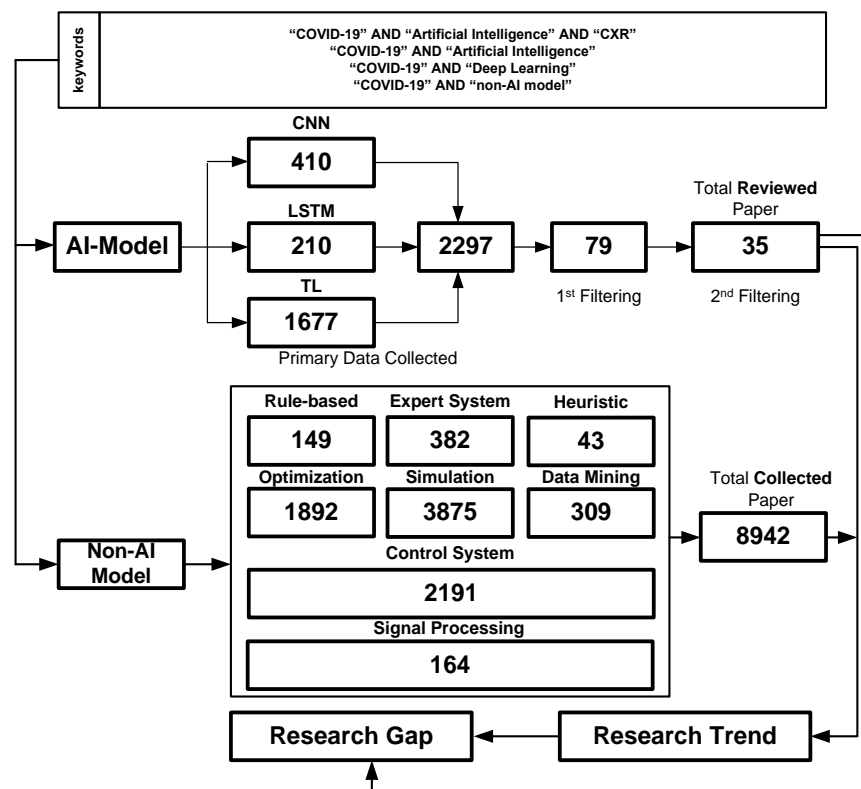 keywords
“COVID-19” AND “Artificial Intelligence” AND “CXR”
“COVID-19” AND “Artificial Intelligence”
“COVID-19” AND “Deep Learning”
“COVID-19” AND “non-AI model”
CNN
410
LSTM
210
TL
1677
Primary Data Collected
AI-Model
2297
79
1st Filtering
Total Reviewed
Paper
35
2nd Filtering
Rule-based
149
Expert System
382
Heuristic
43
Optimization
1892
Simulation
3875
Data Mining
309
Control System
2191
Signal Processing
164
Non-AI
Model
Total Collected
Paper
8942
Research Gap
Research Trend